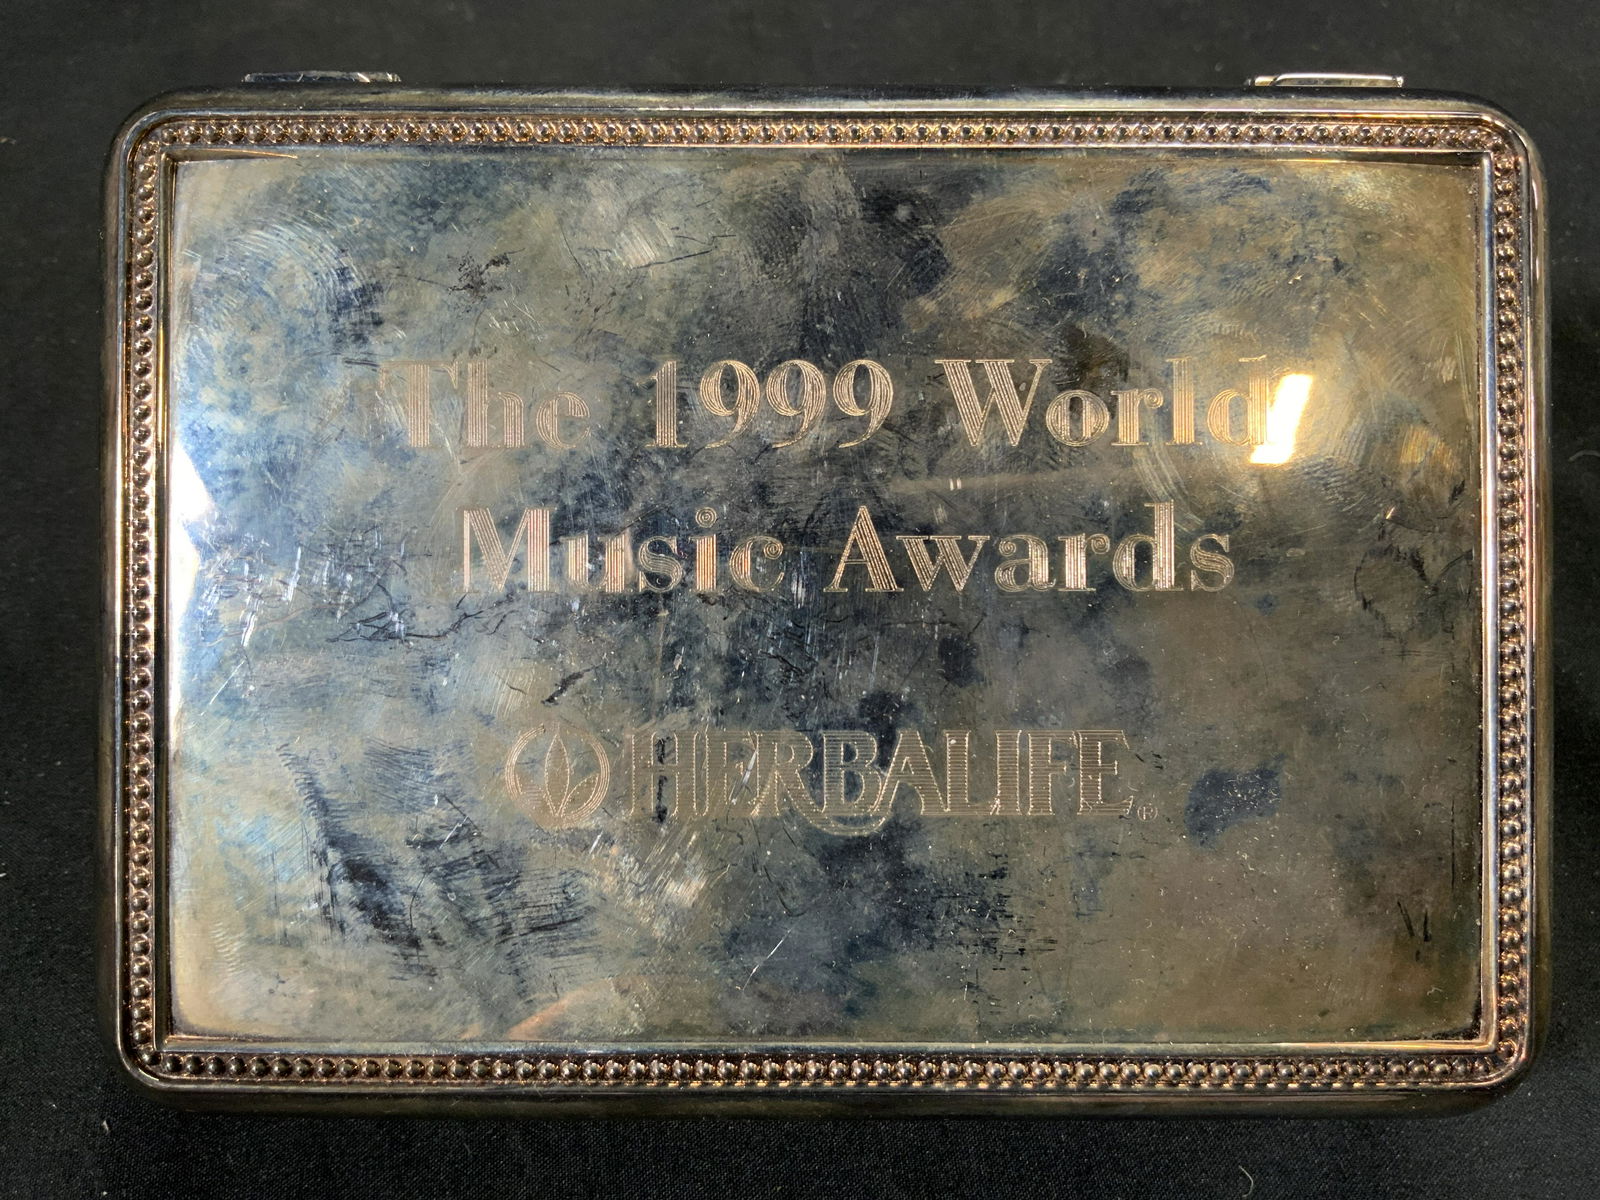 The 1999 World
Music Awards
HERBALIFE®